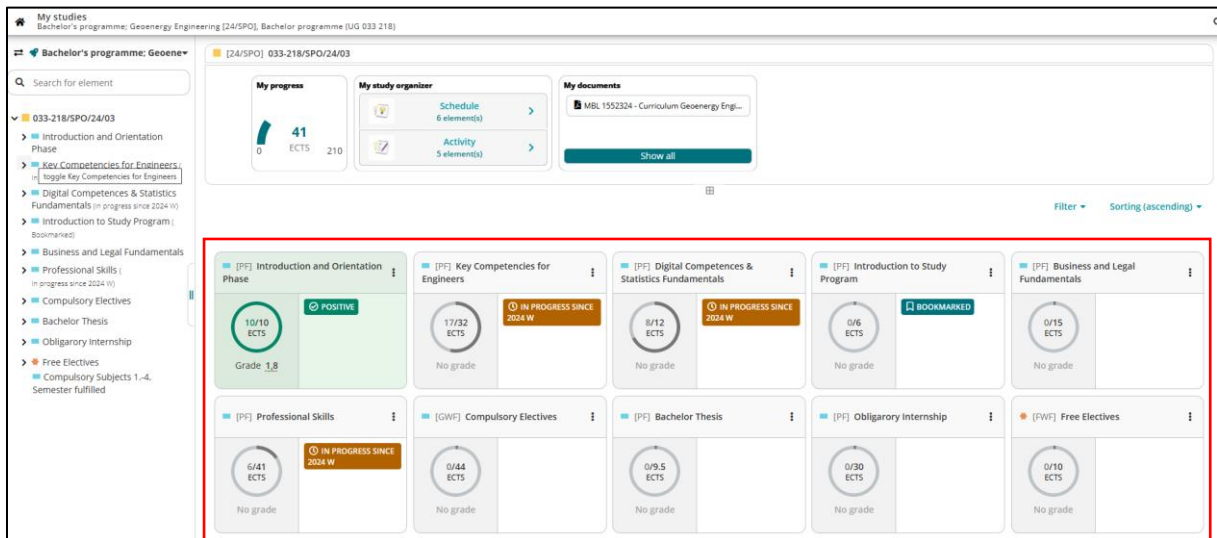 My studies
Bachelor's programme; Geoenergy Engineering [24/SPO], Bachelor programme (UG 033 218)
Bachelor's programme; Geoene
Search for element
033-218/SPO/24/03
Introduction and Orientation
Phase
Key Competencies for Engineers (
toggle Key Competencies for Engineers
Digital Competences & Statistics
Fundamentals (in progress since 2024 W)
Introduction to Study Program (
Bookmarked)
Business and Legal Fundamentals
Professional Skills (
in progress since 2024 W)
Compulsory Electives
Bachelor Thesis
Obligarory Internship
Free Electives
Compulsory Subjects 1.-4.
Semester fulfilled
[24/SPO] 033-218/SPO/24/03
My progress
41
ECTS
0
210
My study organizer
Schedule
6 element(s)
Activity
5 element(s)
My documents
MBL 1552324 - Curriculum Geoenergy Engi...
Show all
Filter
Sorting (ascending)
[PF] Introduction and Orientation
Phase
10/10
ECTS
Grade 1,8
POSITIVE
[PF] Key Competencies for
Engineers
17/32
ECTS
No grade
IN PROGRESS SINCE
2024 W
[PF] Digital Competences &
Statistics Fundamentals
8/12
ECTS
No grade
IN PROGRESS SINCE
2024 W
[PF] Introduction to Study
Program
0/6
ECTS
No grade
BOOKMARKED
[PF] Business and Legal
Fundamentals
0/15
ECTS
No grade
[PF] Professional Skills
6/41
ECTS
No grade
IN PROGRESS SINCE
2024 W
[GWF] Compulsory Electives
0/44
ECTS
No grade
[PF] Bachelor Thesis
0/9.5
ECTS
No grade
[PF] Obligarory Internship
0/30
ECTS
No grade
[FWF] Free Electives
0/10
ECTS
No grade